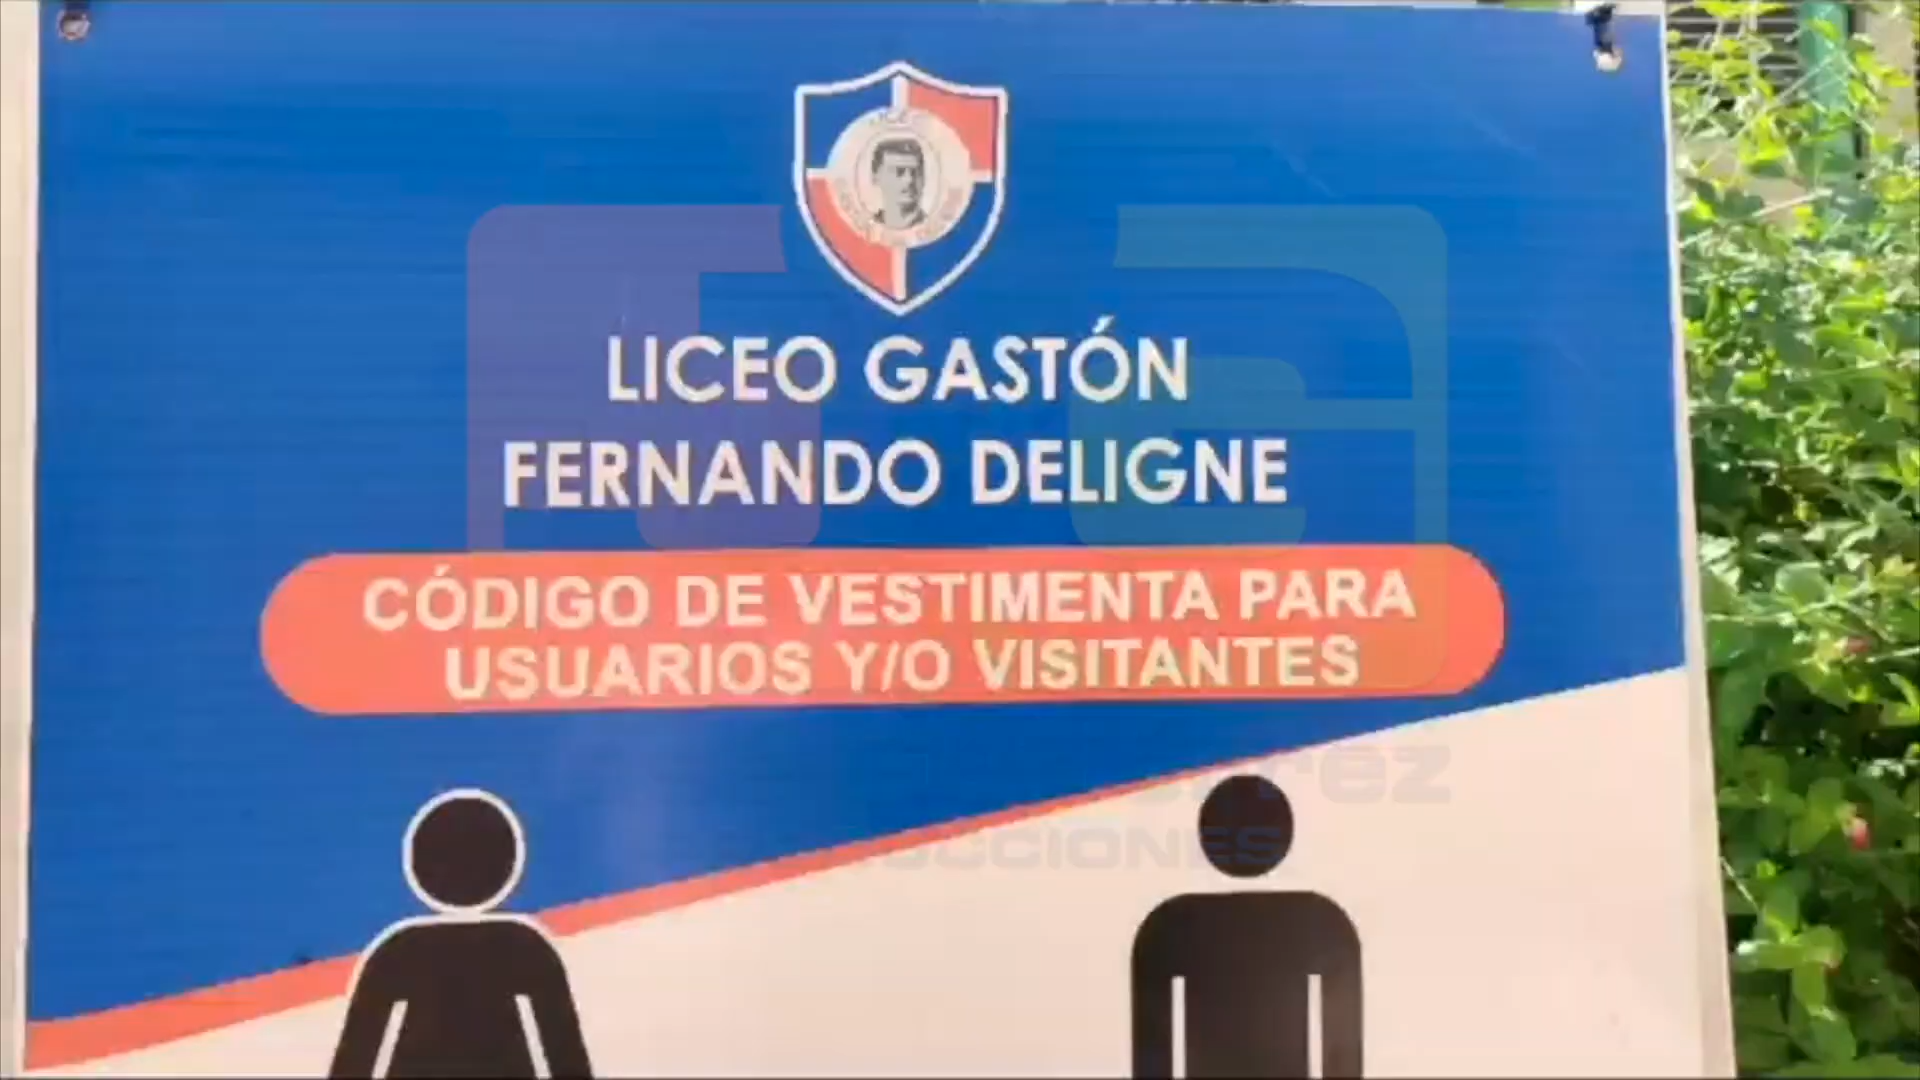 LICEO GASTÓN
FERNANDO DELIGNE
CÓDIGO DE VESTIMENTA PARA
USUARIOS Y/O VISITANTES